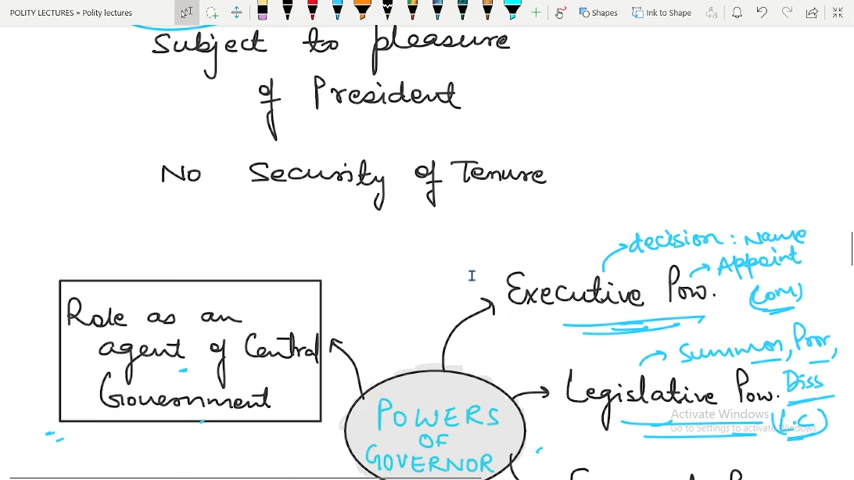 POLITY LECTURES » Polity lectures
Shapes
Ink to Shape
Subject to pleasure
of President
No Security of Tenure
decision : Name
Appoint
(com)
Executive Pow.
Role as an
agent of Central
Government
Summon, Pror,
Diss
(L.C)
Legislative Pow.
POWERS
OF
GOVERNOR
Activate Windows
Go to Settings to activate Windows.